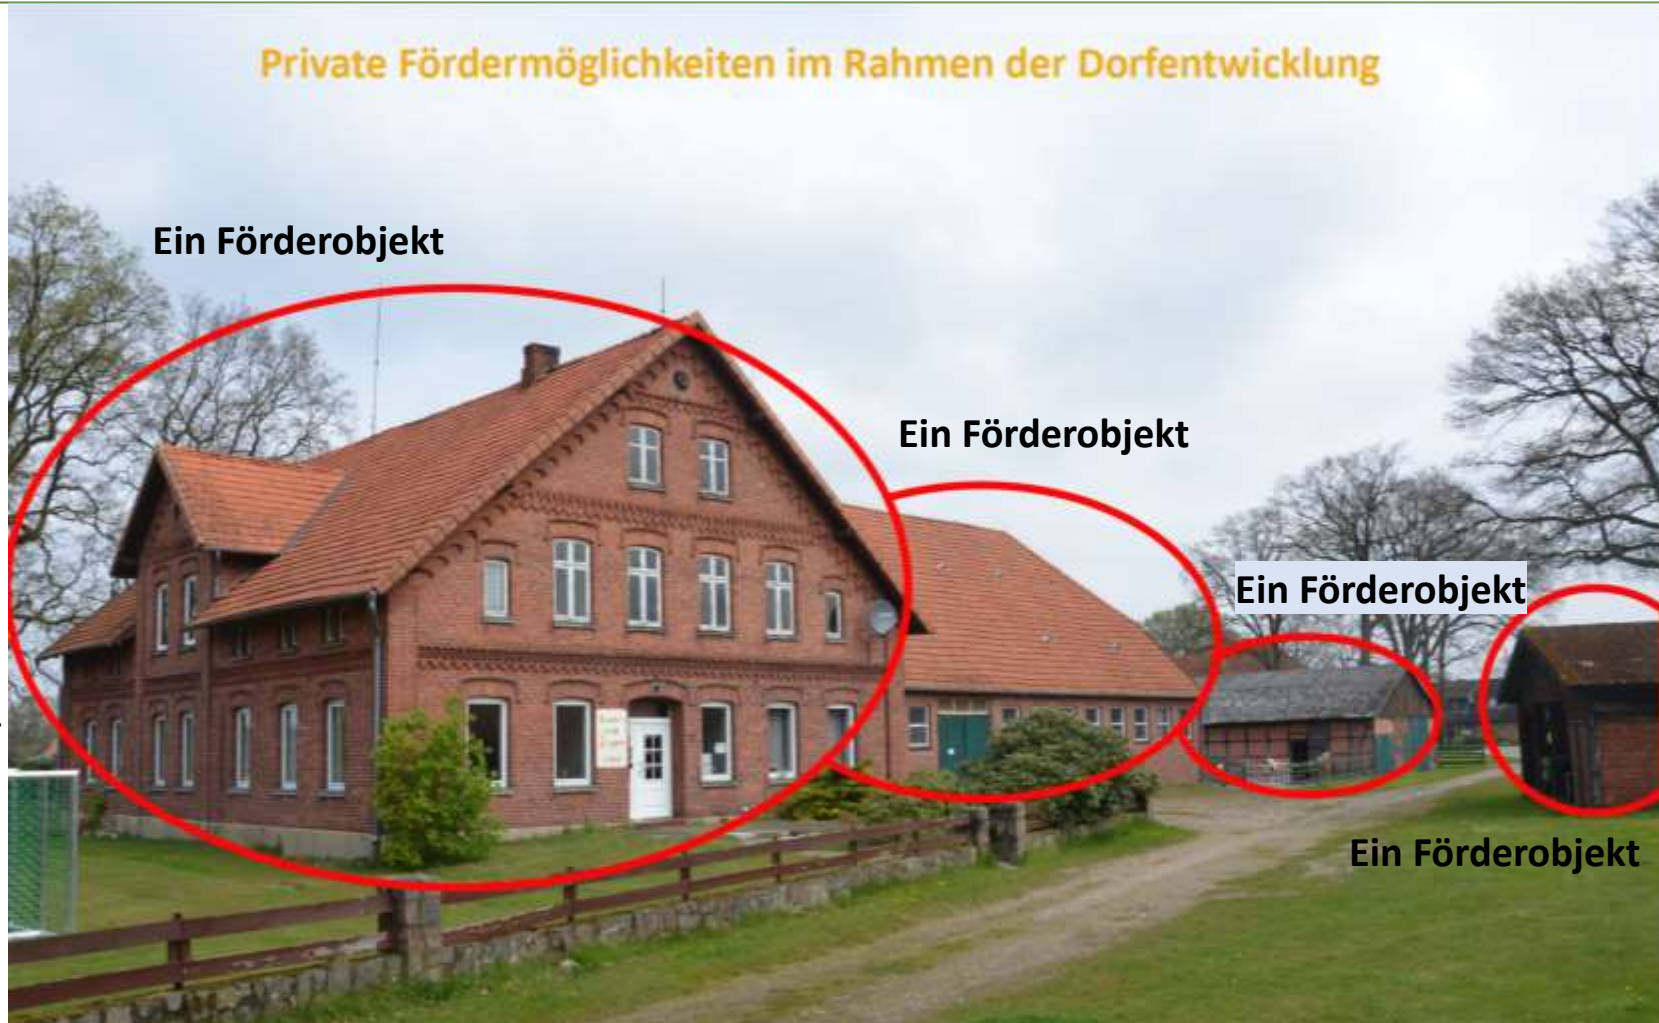 Private Fördermöglichkeiten im Rahmen der Dorfentwicklung
Ein Förderobjekt
Ein Förderobjekt
Ein Förderobjekt
Ein Förderobjekt